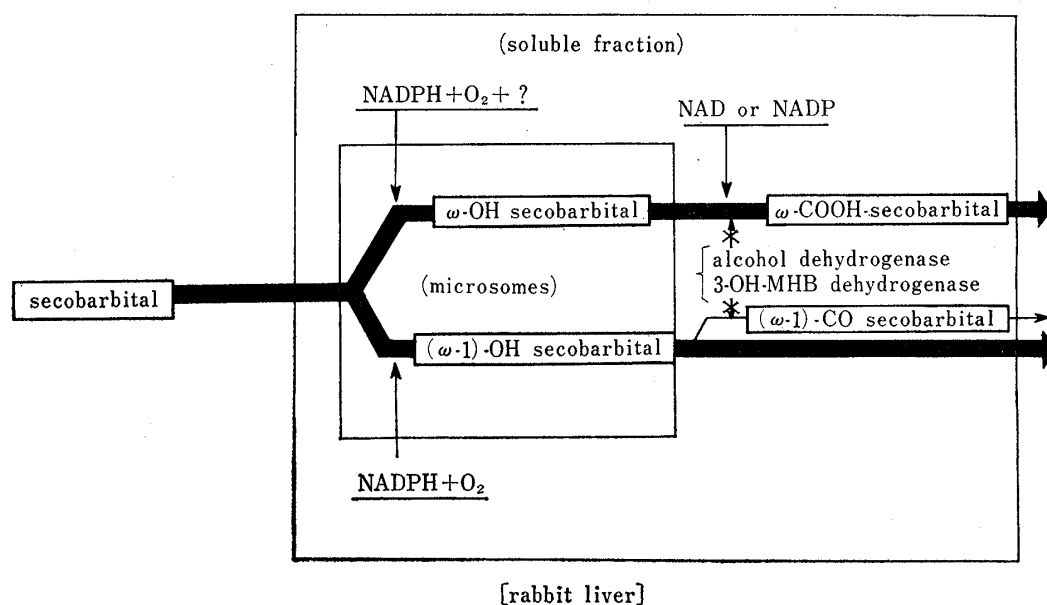 (soluble fraction)
NADPH+O₂+ ?
NAD or NADP
ω-OH secobarbital
ω-COOH-secobarbital
alcohol dehydrogenase
3-OH-MHB dehydrogenase
(microsomes)
secobarbital
(ω-1)-CO secobarbital
(ω-1)-OH secobarbital
NADPH+O₂
[rabbit liver]